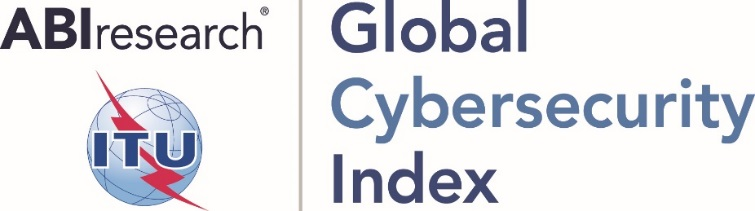 ABIresearch®
ITU
Global
Cybersecurity
Index